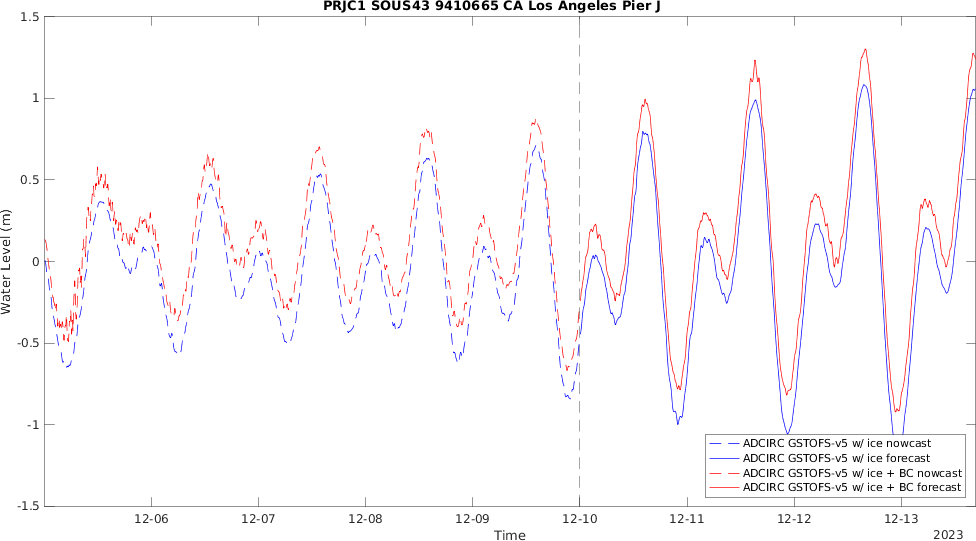 PRJC1 SOUS43 9410665 CA Los Angeles Pier J
1.5
1
0.5
0
-0.5
-1
-1.5
Water Level (m)
ADCIRC GSTOFS-v5 w/ ice nowcast
ADCIRC GSTOFS-v5 w/ ice forecast
ADCIRC GSTOFS-v5 w/ ice + BC nowcast
ADCIRC GSTOFS-v5 w/ ice + BC forecast
12-06 12-07 12-08 12-09 12-10 12-11 12-12 12-13
Time
2023